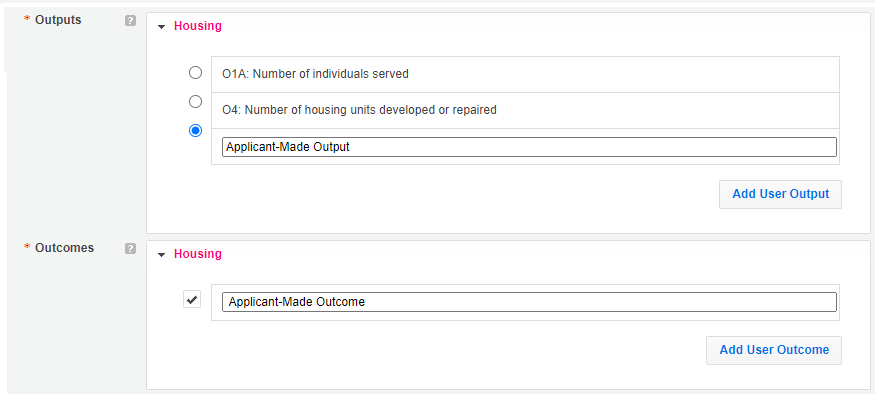 * Outputs ?
Housing
O1A: Number of individuals served
O4: Number of housing units developed or repaired
Applicant-Made Output
Add User Output
* Outcomes ?
Housing
Applicant-Made Outcome
Add User Outcome